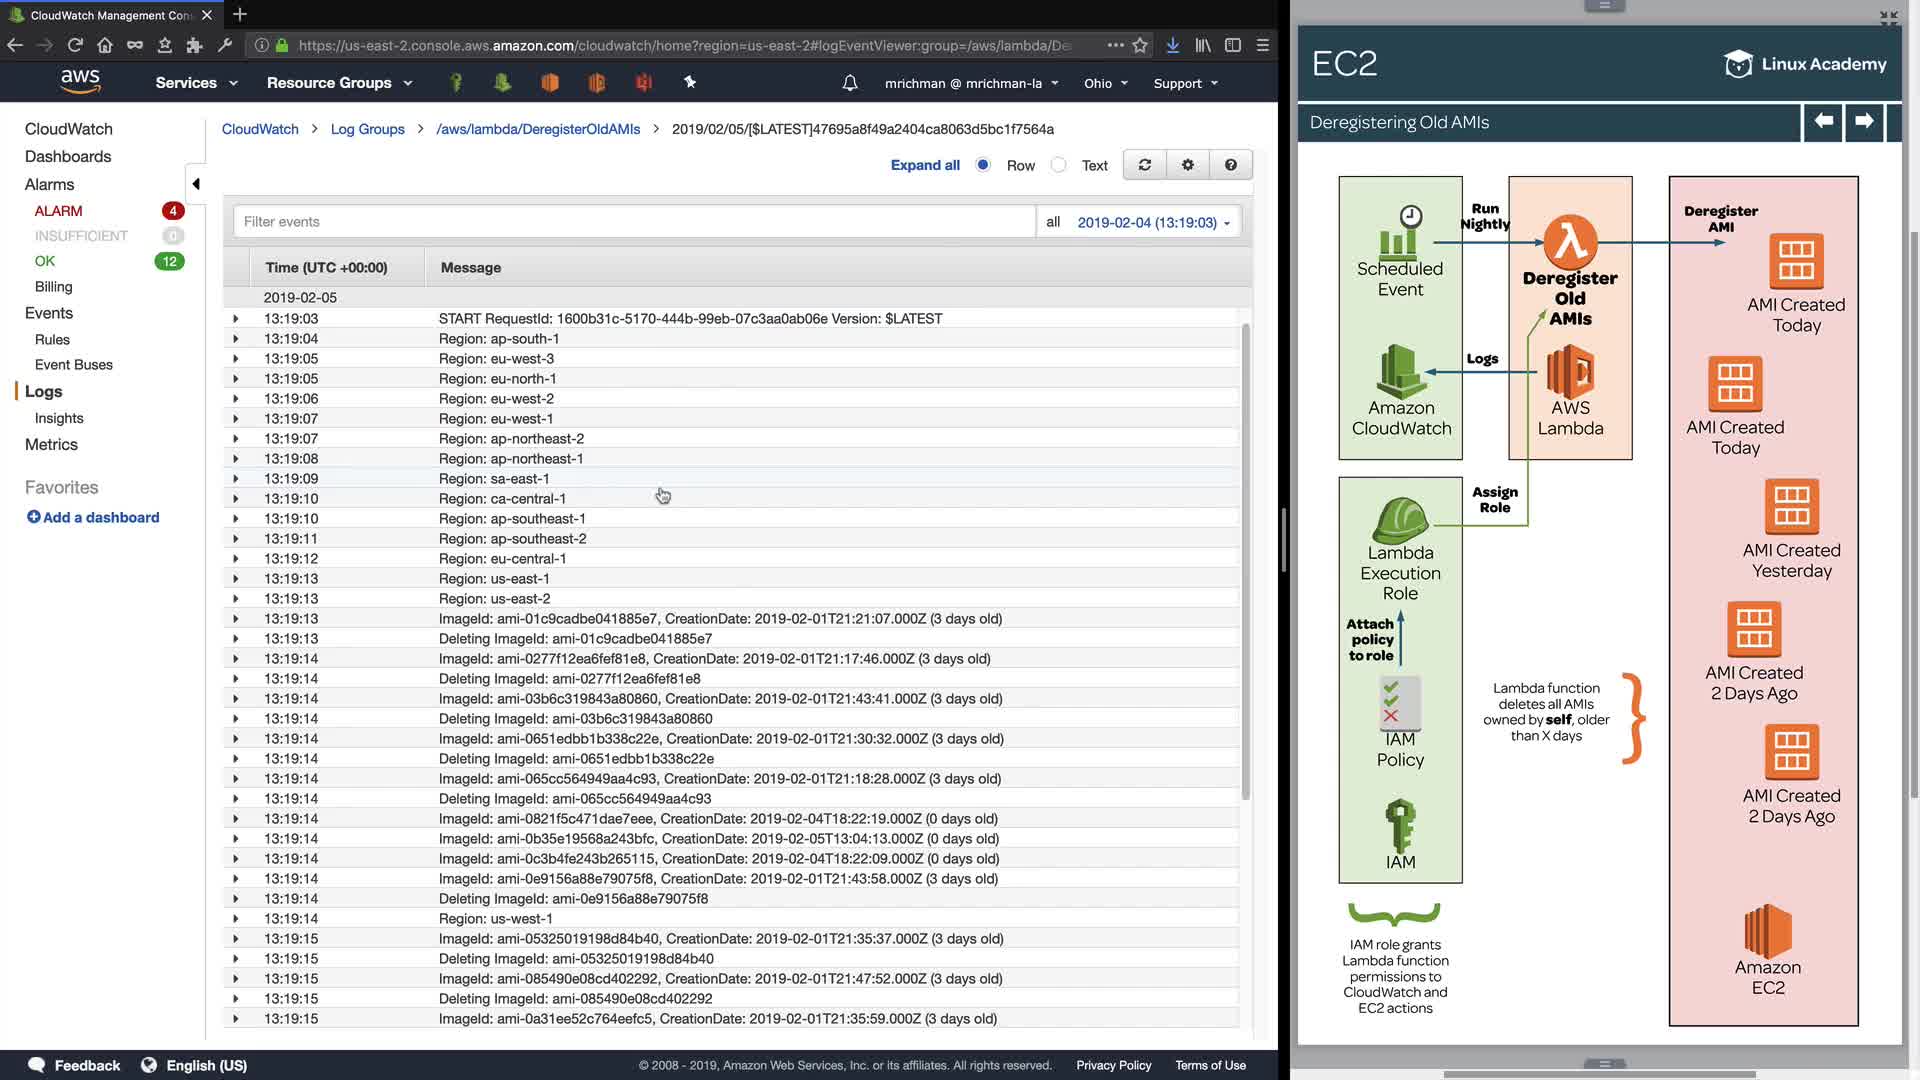 CloudWatch Management Con
https://us-east-2.console.aws.amazon.com/cloudwatch/home?region=us-east-2#logEventViewer:group=/aws/lambda/De
aws
Services
Resource Groups
mrichman @ mrichman-la
Ohio
Support
CloudWatch
Dashboards
Alarms
ALARM 4
INSUFFICIENT 0
OK 12
Billing
Events
Rules
Event Buses
Logs
Insights
Metrics
Favorites
Add a dashboard
CloudWatch > Log Groups > /aws/lambda/DeregisterOldAMIs > 2019/02/05/[$LATEST]47695a8f49a2404ca8063d5bc1f7564a
Expand all Row Text
Filter events
all 2019-02-04 (13:19:03)
Time (UTC +00:00) Message
2019-02-05
13:19:03 START RequestId: 1600b31c-5170-444b-99eb-07c3aa0ab06e Version: $LATEST
13:19:04 Region: ap-south-1
13:19:05 Region: eu-west-3
13:19:05 Region: eu-north-1
13:19:06 Region: eu-west-2
13:19:07 Region: eu-west-1
13:19:07 Region: ap-northeast-2
13:19:08 Region: ap-northeast-1
13:19:09 Region: sa-east-1
13:19:10 Region: ca-central-1
13:19:10 Region: ap-southeast-1
13:19:11 Region: ap-southeast-2
13:19:12 Region: eu-central-1
13:19:13 Region: us-east-1
13:19:13 Region: us-east-2
13:19:13 ImageId: ami-01c9cadbe041885e7, CreationDate: 2019-02-01T21:21:07.000Z (3 days old)
13:19:13 Deleting ImageId: ami-01c9cadbe041885e7
13:19:14 ImageId: ami-0277f12ea6fef81e8, CreationDate: 2019-02-01T21:17:46.000Z (3 days old)
13:19:14 Deleting ImageId: ami-0277f12ea6fef81e8
13:19:14 ImageId: ami-03b6c319843a80860, CreationDate: 2019-02-01T21:43:41.000Z (3 days old)
13:19:14 Deleting ImageId: ami-03b6c319843a80860
13:19:14 ImageId: ami-0651edbb1b338c22e, CreationDate: 2019-02-01T21:30:32.000Z (3 days old)
13:19:14 Deleting ImageId: ami-0651edbb1b338c22e
13:19:14 ImageId: ami-065cc564949aa4c93, CreationDate: 2019-02-01T21:18:28.000Z (3 days old)
13:19:14 Deleting ImageId: ami-065cc564949aa4c93
13:19:14 ImageId: ami-0821f5c471dae7eee, CreationDate: 2019-02-04T18:22:19.000Z (0 days old)
13:19:14 ImageId: ami-0b35e19568a243bfc, CreationDate: 2019-02-05T13:04:13.000Z (0 days old)
13:19:14 ImageId: ami-0c3b4fe243b265115, CreationDate: 2019-02-04T18:22:09.000Z (0 days old)
13:19:14 ImageId: ami-0e9156a88e79075f8, CreationDate: 2019-02-01T21:43:58.000Z (3 days old)
13:19:14 Deleting ImageId: ami-0e9156a88e79075f8
13:19:14 Region: us-west-1
13:19:15 ImageId: ami-05325019198d84b40, CreationDate: 2019-02-01T21:35:37.000Z (3 days old)
13:19:15 Deleting ImageId: ami-05325019198d84b40
13:19:15 ImageId: ami-085490e08cd402292, CreationDate: 2019-02-01T21:47:52.000Z (3 days old)
13:19:15 Deleting ImageId: ami-085490e08cd402292
13:19:15 ImageId: ami-0a31ee52c764eefc5, CreationDate: 2019-02-01T21:35:59.000Z (3 days old)
Feedback
English (US)
© 2008 - 2019, Amazon Web Services, Inc. or its affiliates. All rights reserved.
Privacy Policy
Terms of Use
EC2
Linux Academy
Deregistering Old AMIs
Scheduled
Event
Run
Nightly
Deregister
Old
AMIs
Logs
Amazon
CloudWatch
AWS
Lambda
Assign
Role
Lambda
Execution
Role
Attach
policy
to role
IAM
Policy
IAM
IAM role grants
Lambda function
permissions to
CloudWatch and
EC2 actions
Lambda function
deletes all AMIs
owned by self, older
than X days
Deregister
AMI
AMI Created
Today
AMI Created
Today
AMI Created
Yesterday
AMI Created
2 Days Ago
AMI Created
2 Days Ago
Amazon
EC2